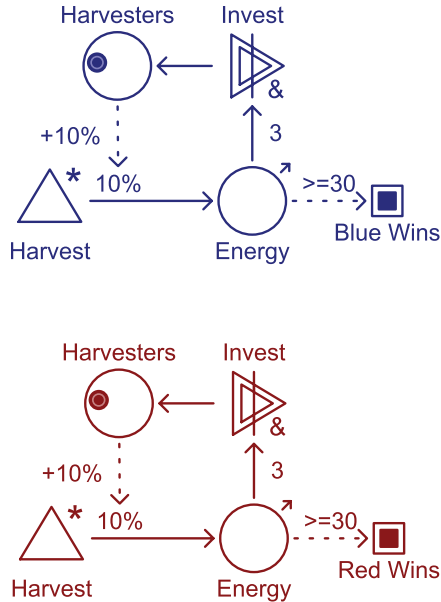 Harvesters Invest
&
+10% 3
* 10% >=30
Harvest Energy Blue Wins
Harvesters Invest
&
+10% 3
* 10% >=30
Harvest Energy Red Wins